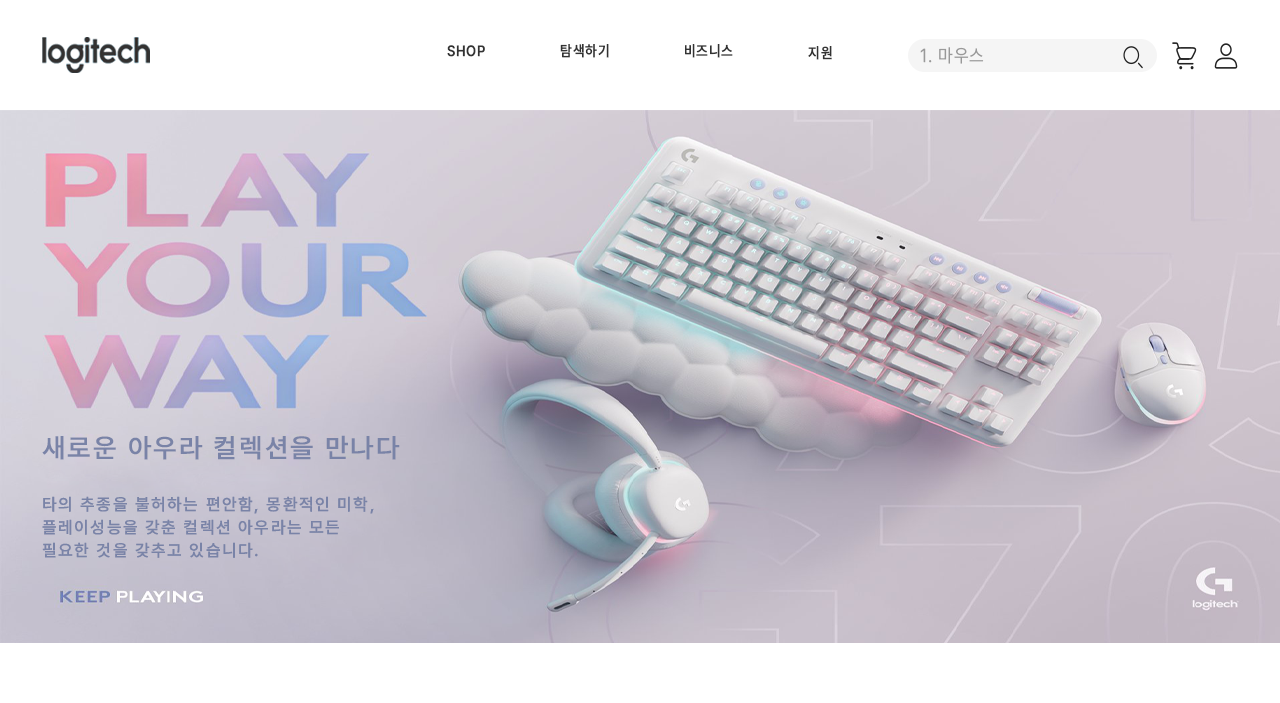 logitech
SHOP
탐색하기
비즈니스
지원
1. 마우스
PLAY
YOUR
WAY
새로운 아우라 컬렉션을 만나다
타의 추종을 불허하는 편안함, 몽환적인 미학,
플레이성능을 갖춘 컬렉션 아우라는 모든
필요한 것을 갖추고 있습니다.
KEEP PLAYING
logitech